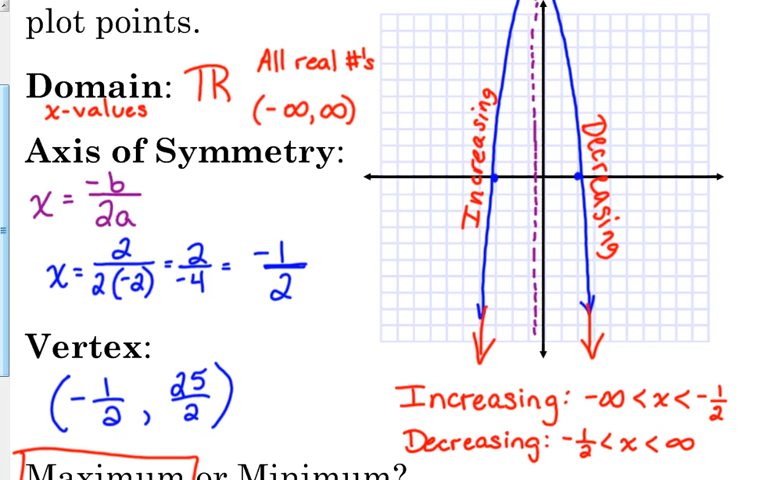 plot points.
Domain: ℝ All real #'s
x-values (-∞,∞)
Axis of Symmetry:
x = -b/2a
x = 2/2(-2) = 2/-4 = -1/2
Vertex:
(-1/2, 25/2)
Maximum or Minimum?
Increasing
Decreasing
Increasing: -∞ < x < -1/2
Decreasing: -1/2 < x < ∞